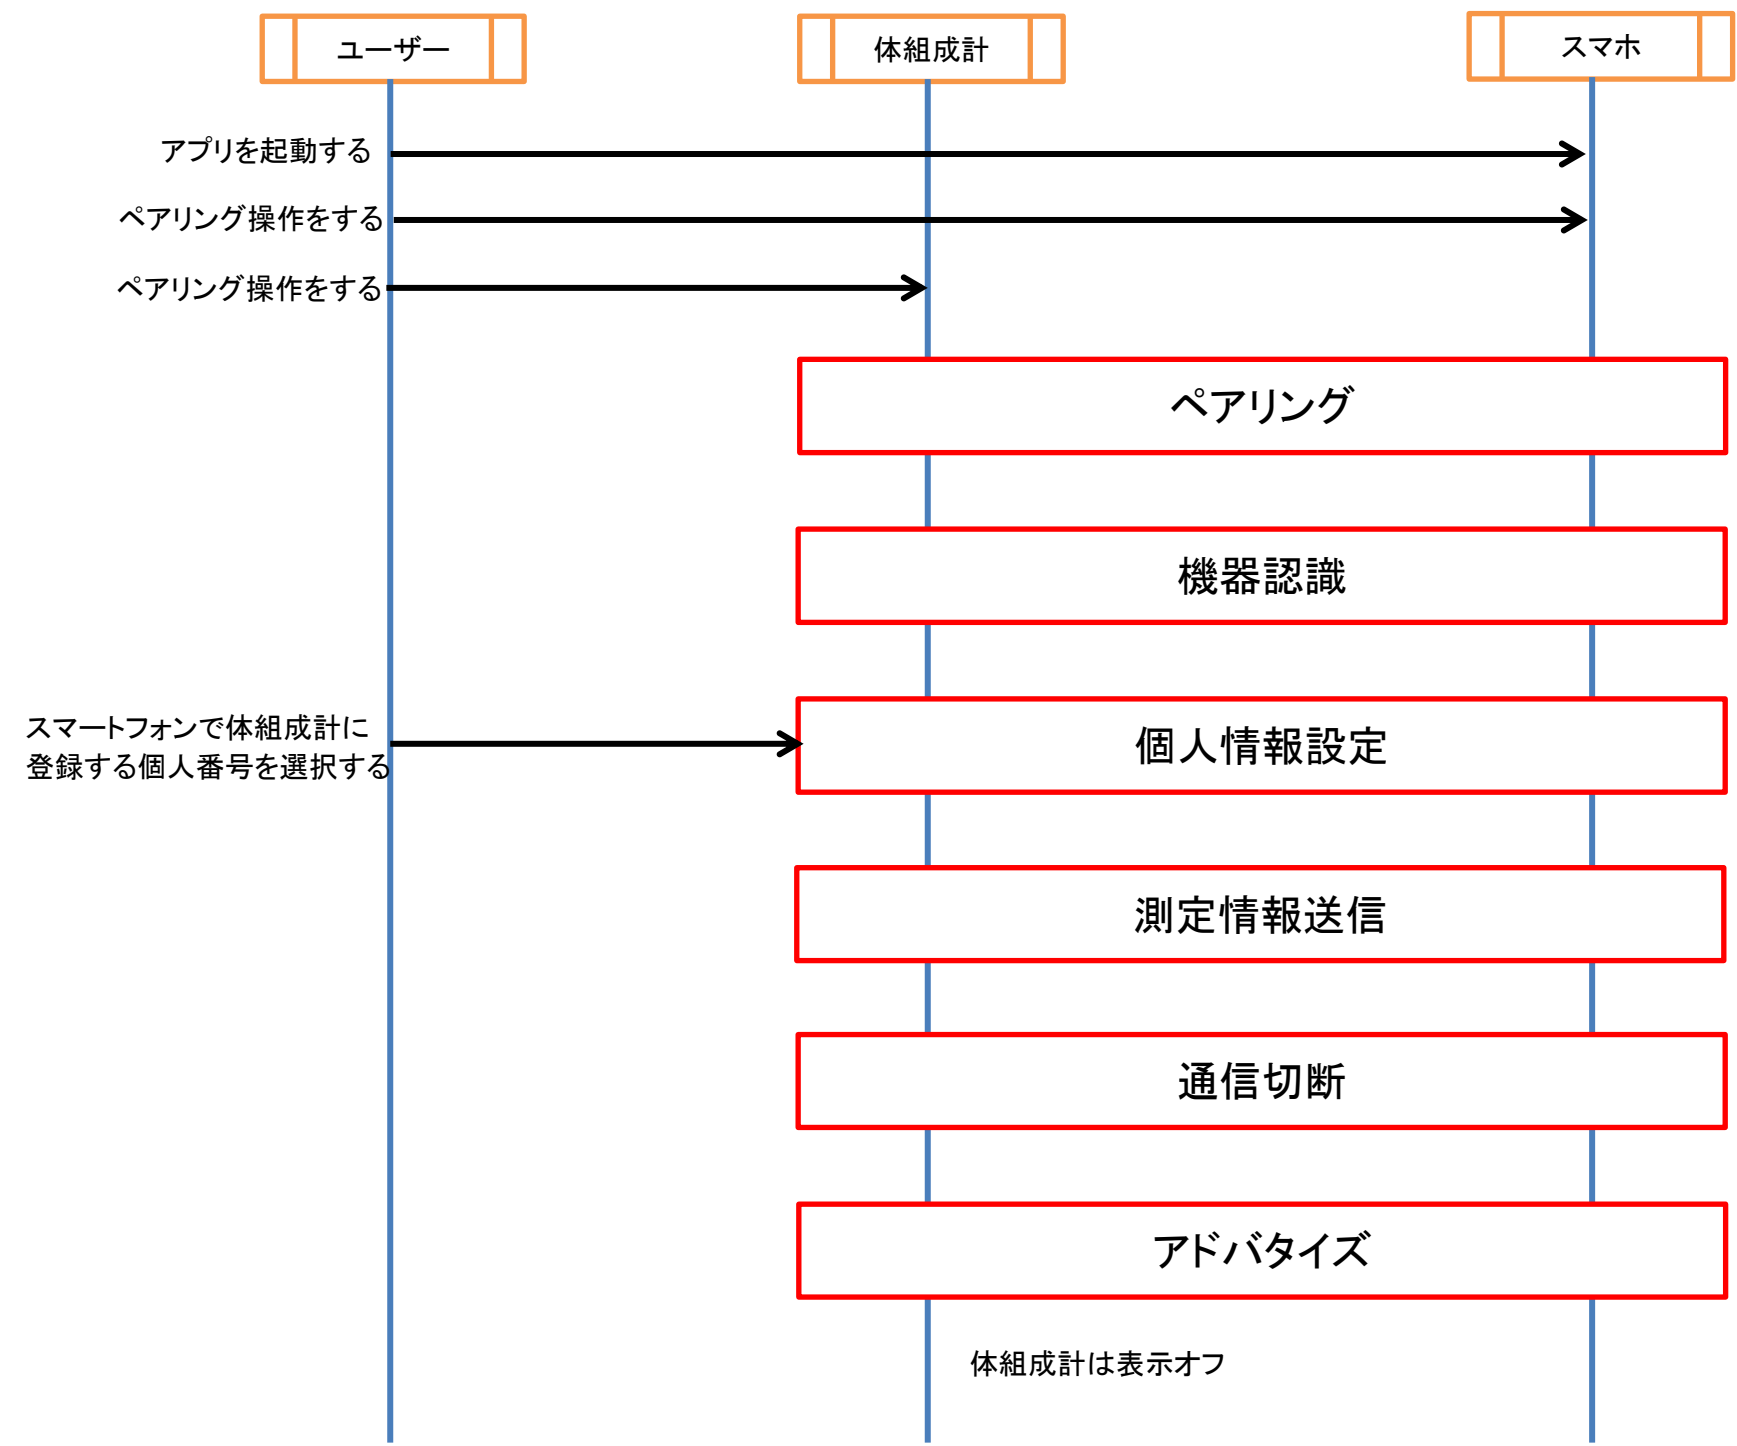 ユーザー
体組成計
スマホ
アプリを起動する
ペアリング操作をする
ペアリング操作をする
ペアリング
機器認識
スマートフォンで体組成計に
登録する個人番号を選択する
個人情報設定
測定情報送信
通信切断
アドバタイズ
体組成計は表示オフ